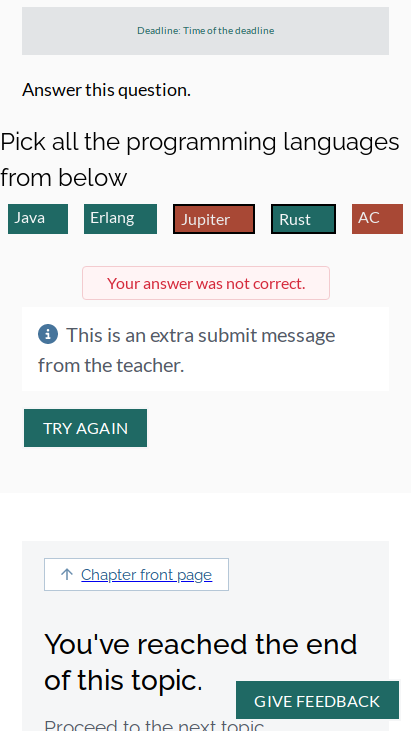 Deadline: Time of the deadline
Answer this question.
Pick all the programming languages
from below
Java Erlang Jupiter Rust AC
Your answer was not correct.
This is an extra submit message
from the teacher.
TRY AGAIN
Chapter front page
You've reached the end
of this topic.
GIVE FEEDBACK
Proceed to the next topic